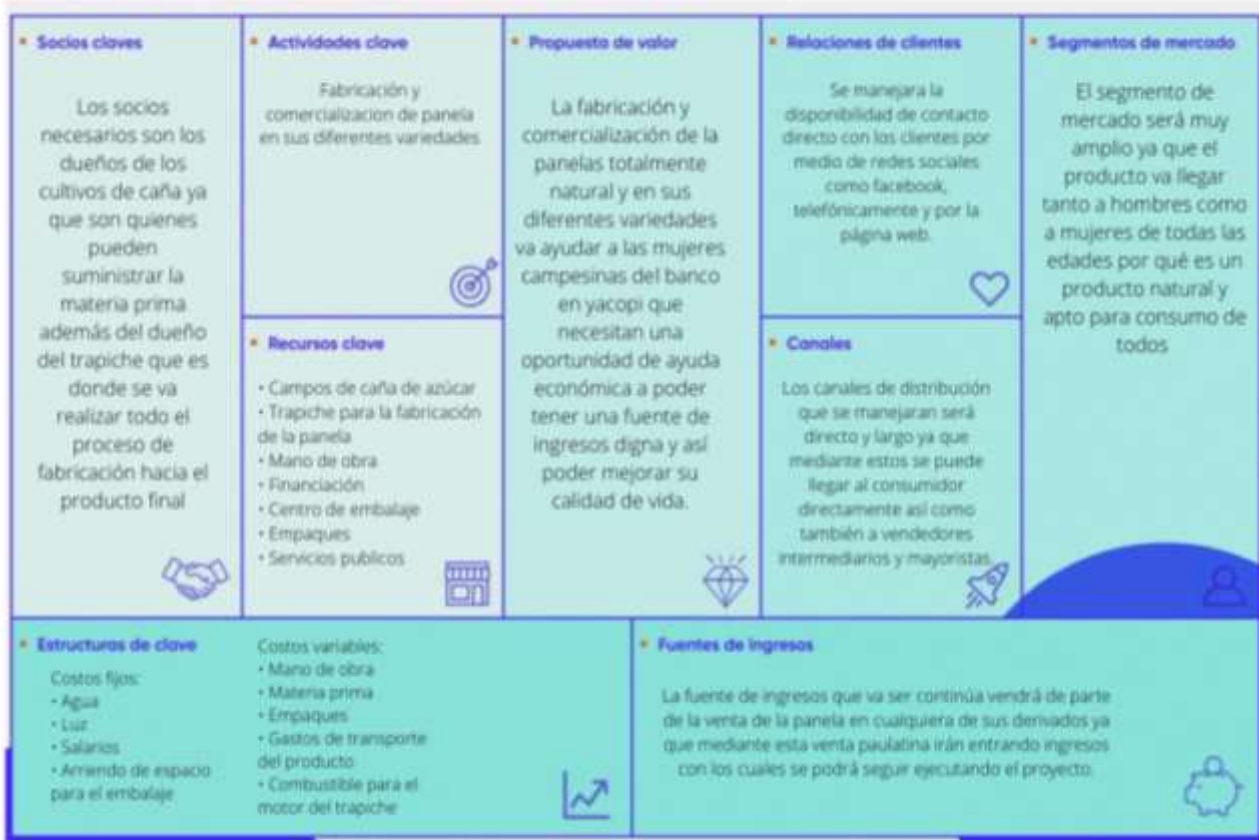 Socios claves
Los socios
necesarios son los
dueños de los
cultivos de caña ya
que son quienes
pueden
suministrar la
materia prima
además del dueño
del trapiche que es
donde se va
realizar todo el
proceso de
fabricación hacia el
producto final
Actividades clave
Fabricación y
comercializacion de panela
en sus diferentes variedades
Recursos clave
• Campos de caña de azúcar
• Trapiche para la fabricación
de la panela
• Mano de obra
• Financiación
• Centro de embalaje
• Empaques
• Servicios publicos
Propuesta de valor
La fabricación y
comercialización de la
panelas totalmente
natural y en sus
diferentes variedades
va ayudar a las mujeres
campesinas del banco
en yacopi que
necesitan una
oportunidad de ayuda
económica a poder
tener una fuente de
ingresos digna y así
poder mejorar su
calidad de vida.
Relaciones de clientes
Se manejara la
disponibilidad de contacto
directo con los clientes por
medio de redes sociales
como facebook,
telefónicamente y por la
página web.
Canales
Los canales de distribución
que se manejaran será
directo y largo ya que
mediante estos se puede
llegar al consumidor
directamente así como
también a vendedores
intermediarios y mayoristas.
Segmentos de mercado
El segmento de
mercado será muy
amplio ya que el
producto va llegar
tanto a hombres como
a mujeres de todas las
edades por qué es un
producto natural y
apto para consumo de
todos
Estructuras de clave
Costos fijos:
• Agua
• Luz
• Salarios
• Arriendo de espacio
para el embalaje
Costos variables:
• Mano de obra
• Materia prima
• Empaques
• Gastos de transporte
del producto
• Combustible para el
motor del trapiche
Fuentes de ingresos
La fuente de ingresos que va ser continúa vendrá de parte
de la venta de la panela en cualquiera de sus derivados ya
que mediante esta venta paulatina irán entrando ingresos
con los cuales se podrá seguir ejecutando el proyecto.